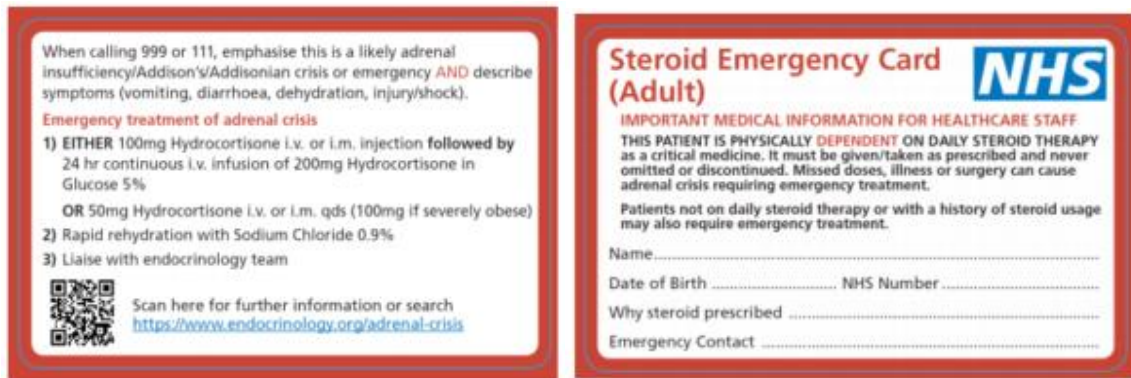 When calling 999 or 111, emphasise this is a likely adrenal
insufficiency/Addison's/Addisonian crisis or emergency AND describe
symptoms (vomiting, diarrhoea, dehydration, injury/shock).
Emergency treatment of adrenal crisis
1) EITHER 100mg Hydrocortisone i.v. or i.m. injection followed by
24 hr continuous i.v. infusion of 200mg Hydrocortisone in
Glucose 5%
OR 50mg Hydrocortisone i.v. or i.m. qds (100mg if severely obese)
2) Rapid rehydration with Sodium Chloride 0.9%
3) Liaise with endocrinology team
Scan here for further information or search
https://www.endocrinology.org/adrenal-crisis
Steroid Emergency Card
(Adult)
NHS
IMPORTANT MEDICAL INFORMATION FOR HEALTHCARE STAFF
THIS PATIENT IS PHYSICALLY DEPENDENT ON DAILY STEROID THERAPY
as a critical medicine. It must be given/taken as prescribed and never
omitted or discontinued. Missed doses, illness or surgery can cause
adrenal crisis requiring emergency treatment.
Patients not on daily steroid therapy or with a history of steroid usage
may also require emergency treatment.
Name
Date of Birth NHS Number
Why steroid prescribed
Emergency Contact